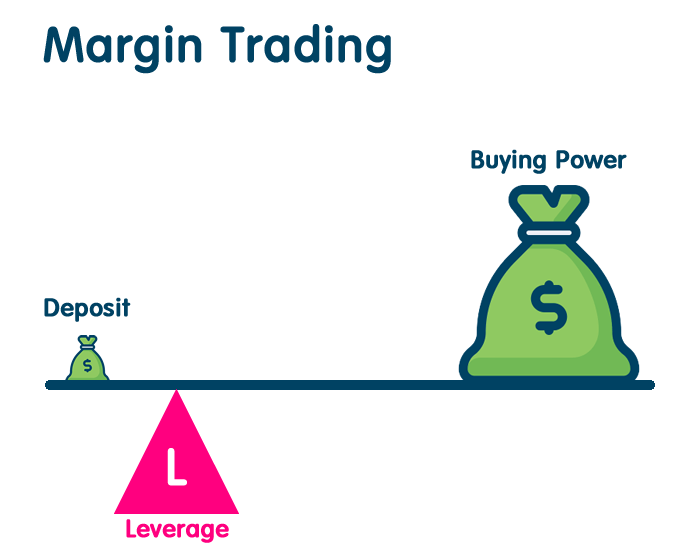 Margin Trading
Buying Power
$
Deposit
$
L
Leverage